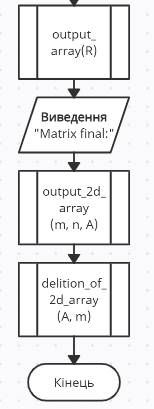 output_
array(R)
Виведення
"Matrix final:"
output_2d_
array
(m, n, A)
delition_of_
2d_array
(A, m)
Кінець